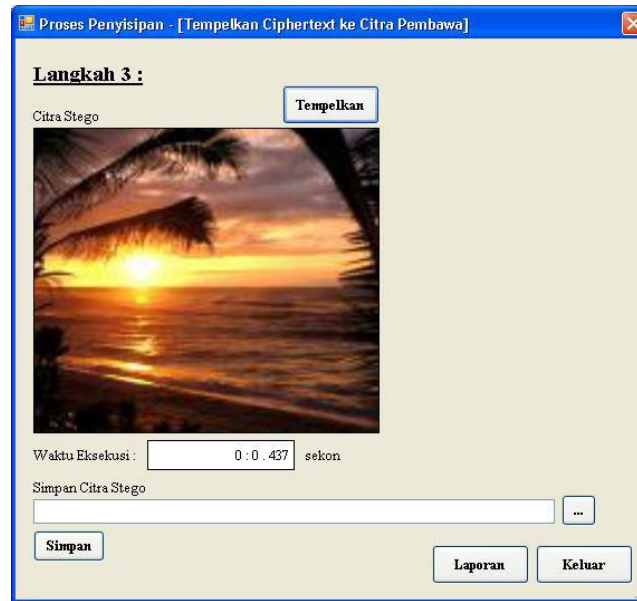 Proses Penyisipan - [Tempelkan Ciphertext ke Citra Pembawa]
Langkah 3 :
Tempelkan
Citra Stego
Waktu Eksekusi : 0 : 0 . 437 sekon
Simpan Citra Stego
...
Simpan
Laporan Keluar